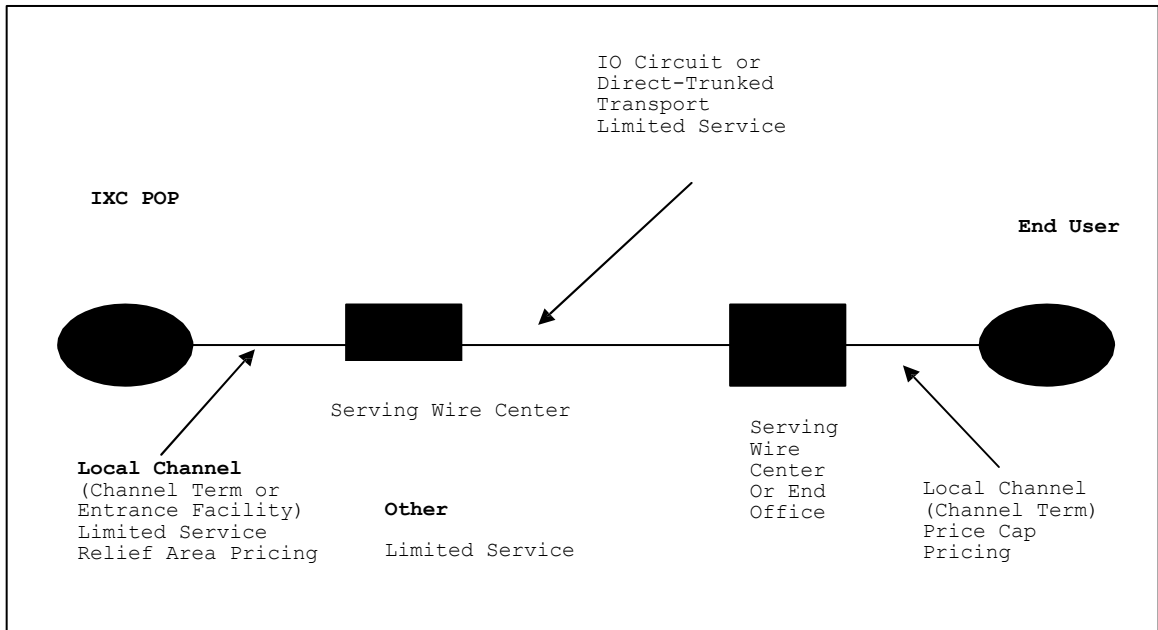 IO Circuit or
Direct-Trunked
Transport
Limited Service
IXC POP
End User
Serving Wire Center
Serving
Wire
Center
Or End
Office
Local Channel
(Channel Term or
Entrance Facility)
Limited Service
Relief Area Pricing
Other
Limited Service
Local Channel
(Channel Term)
Price Cap
Pricing